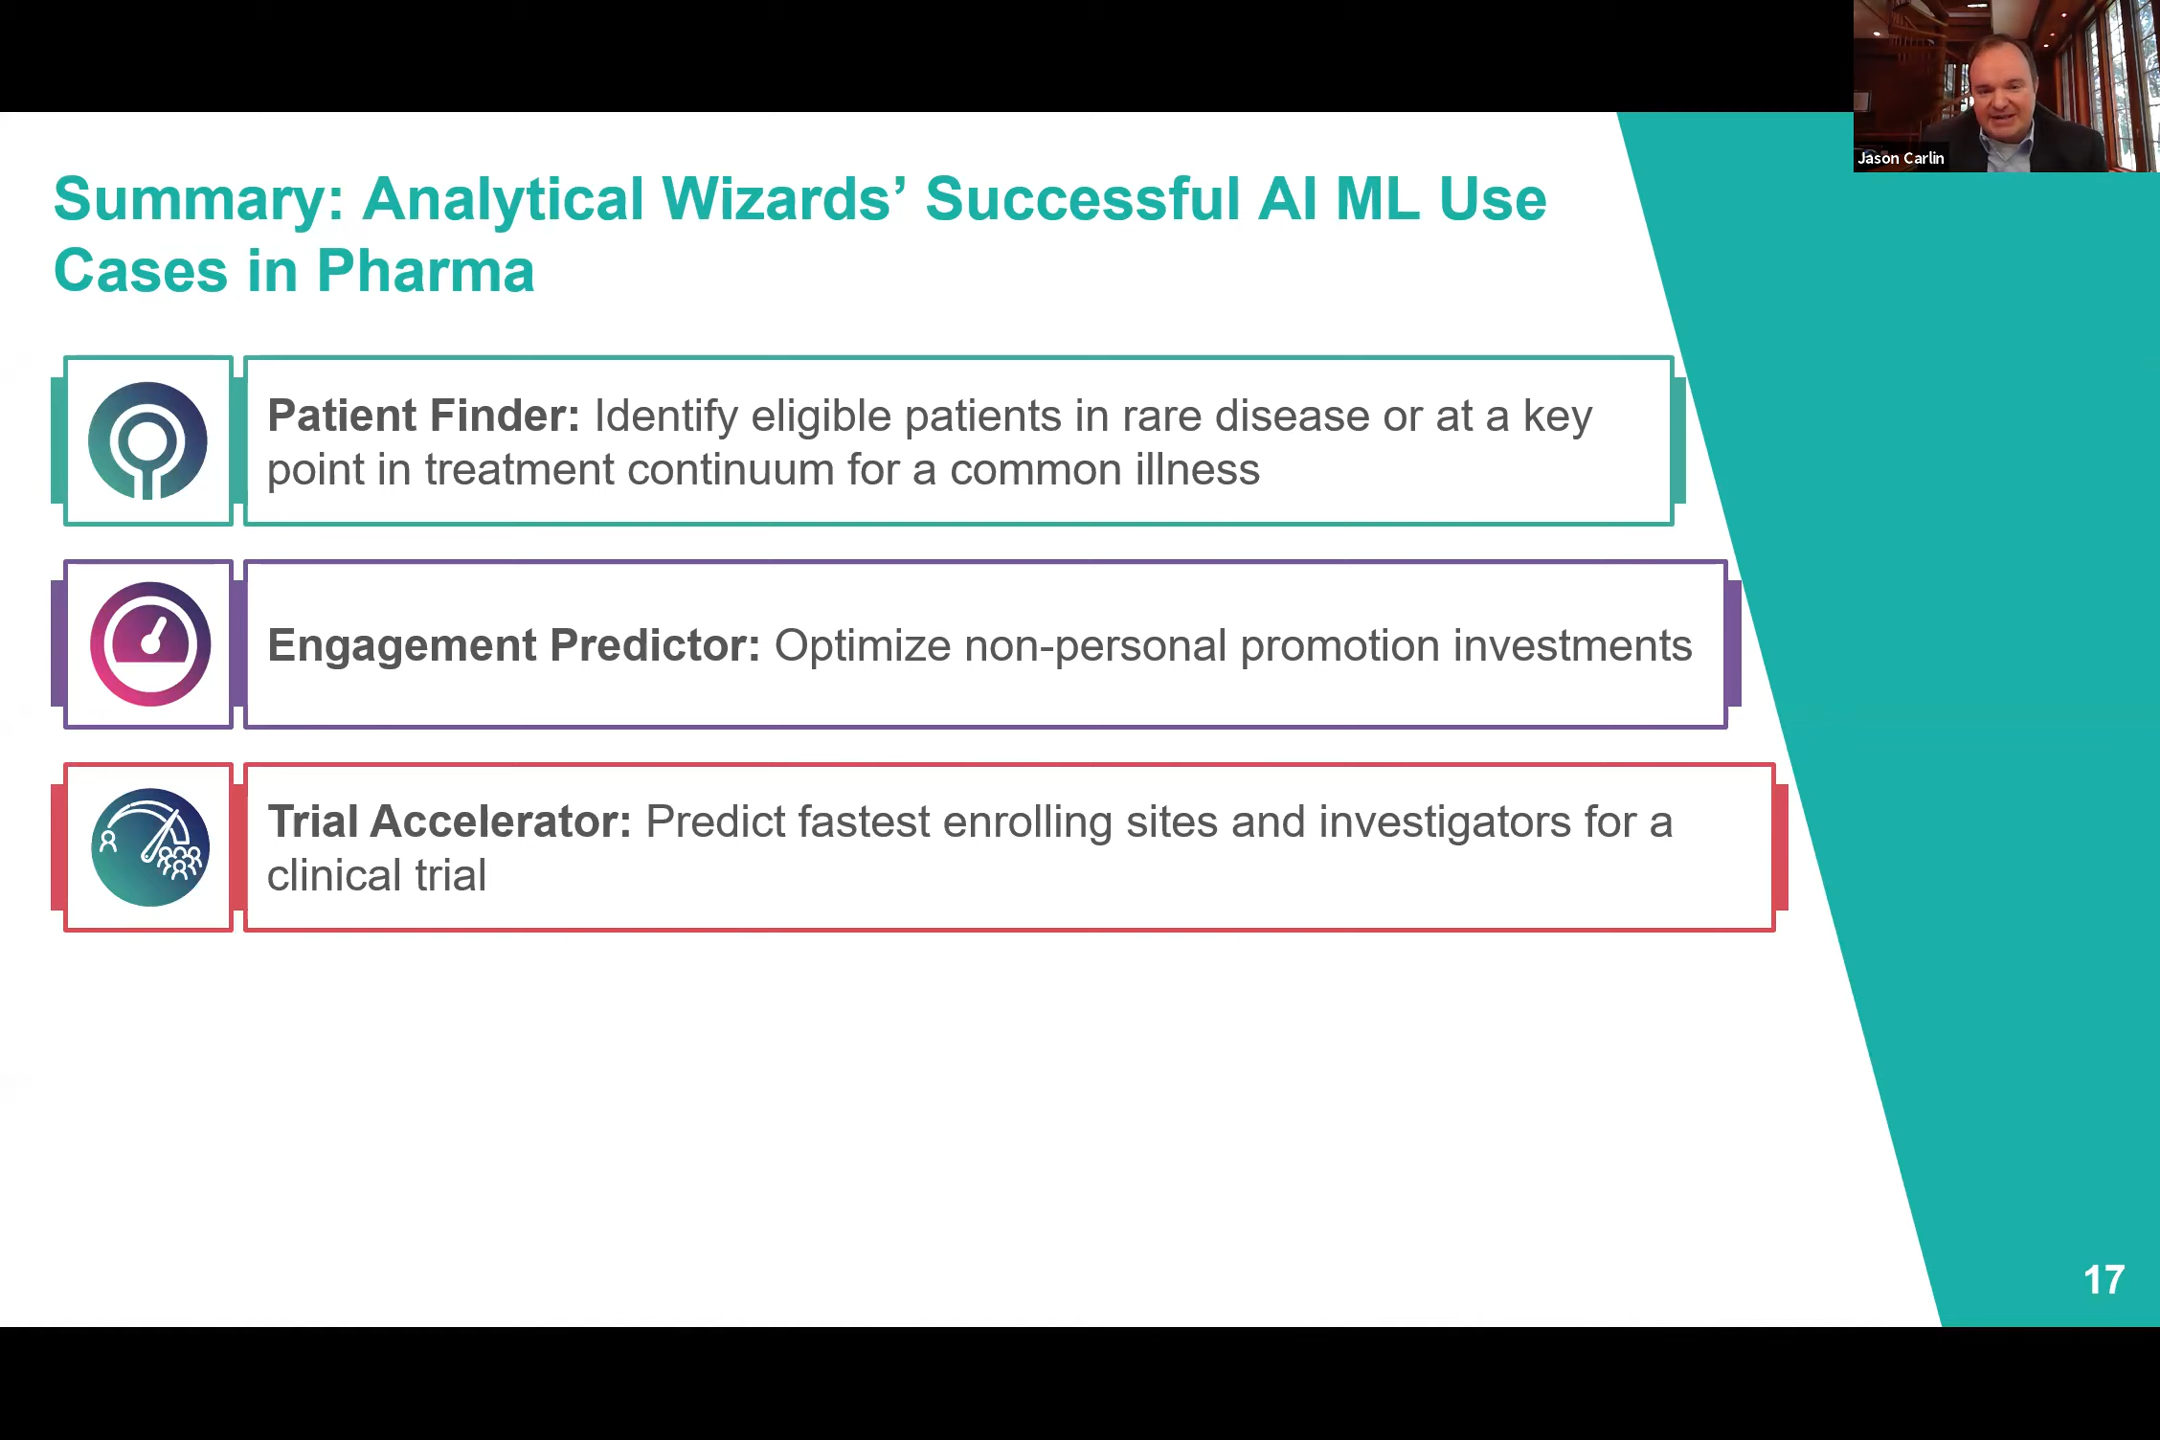 Jason Carlin
Summary: Analytical Wizards’ Successful AI ML Use
Cases in Pharma
Patient Finder: Identify eligible patients in rare disease or at a key
point in treatment continuum for a common illness
Engagement Predictor: Optimize non-personal promotion investments
Trial Accelerator: Predict fastest enrolling sites and investigators for a
clinical trial
17